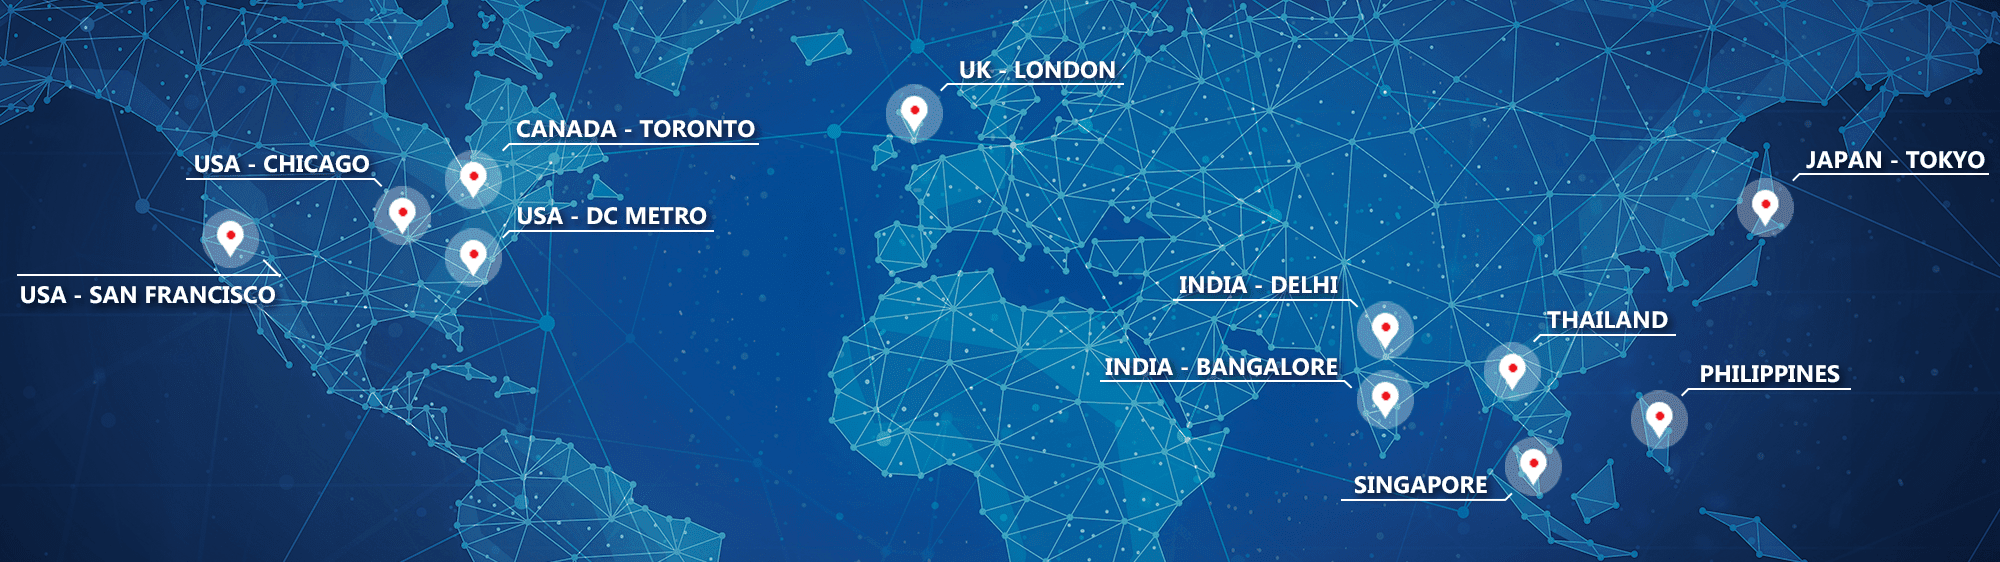 UK - LONDON
CANADA - TORONTO
USA - CHICAGO
JAPAN - TOKYO
USA - DC METRO
USA - SAN FRANCISCO
INDIA - DELHI
THAILAND
INDIA - BANGALORE
PHILIPPINES
SINGAPORE